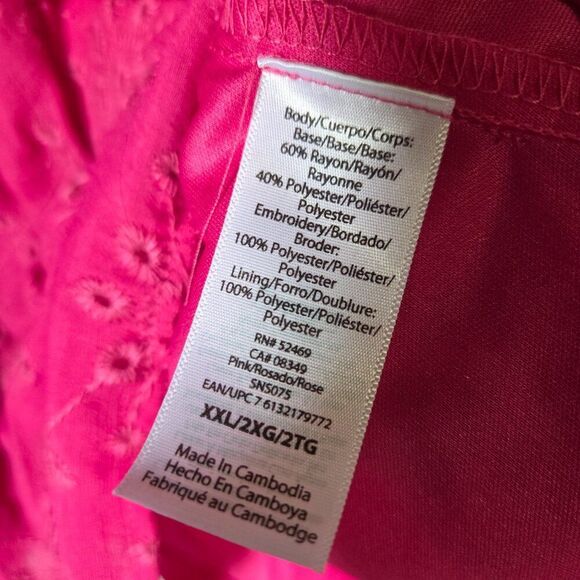 Body/Cuerpo/Corps:
Base/Base/Base:
60% Rayon/Rayón/
Rayonne
40% Polyester/Poliéster/
Polyester
Embroidery/Bordado/
Broder:
100% Polyester/Poliéster/
Polyester
Lining/Forro/Doublure:
100% Polyester/Poliéster/
Polyester
RN# 52469
CA# 08349
Pink/Rosado/Rose
SNS075
EAN/UPC 7 6132179772
XXL/2XG/2TG
Made in Cambodia
Hecho En Camboya
Fabriqué au Cambodge